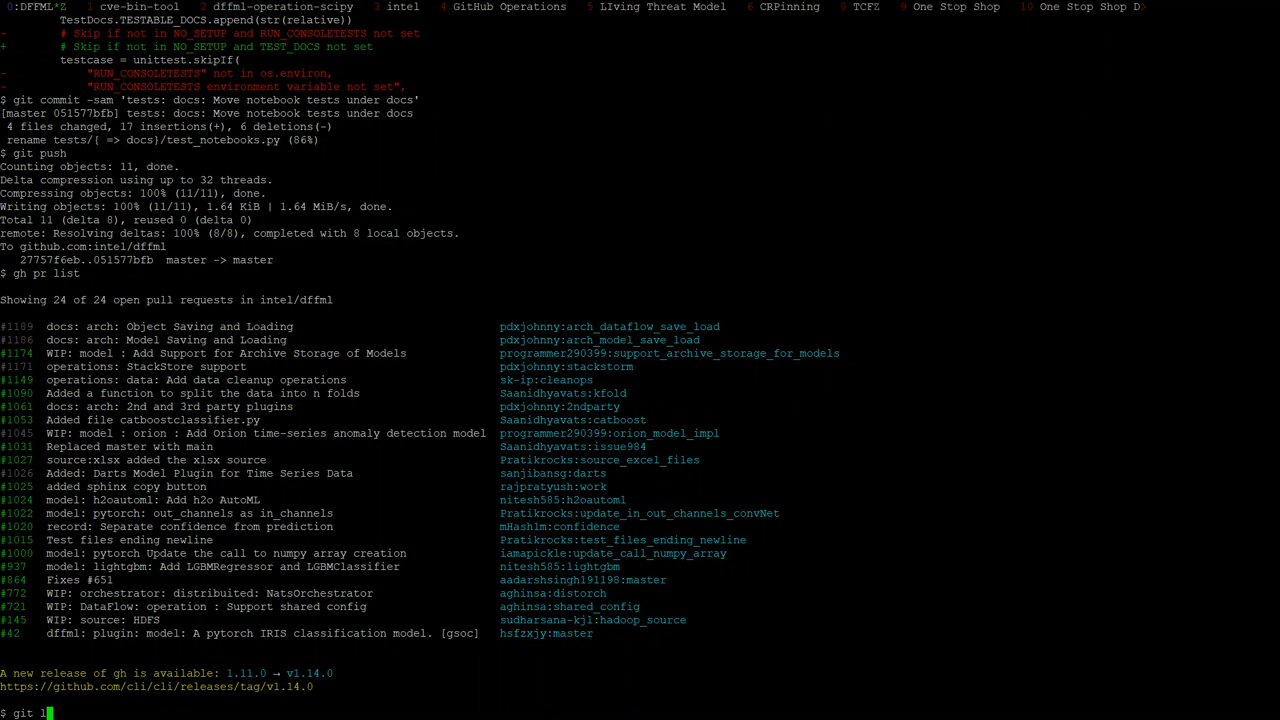 0:DFFML*Z  1 cve-bin-tool  2 dffml-operation-scipy  3 intel  4 GitHub Operations  5 LIving Threat Model  6 CRPinning  8 TCFZ  9 One Stop Shop  10 One Stop Shop D>
TestDocs.TESTABLE_DOCS.append(str(relative))
- # Skip if not in NO_SETUP and RUN_CONSOLETESTS not set
+ # Skip if not in NO_SETUP and TEST_DOCS not set
testcase = unittest.skipIf(
- "RUN_CONSOLETESTS" not in os.environ,
- "RUN_CONSOLETESTS environment variable not set",
$ git commit -sam 'tests: docs: Move notebook tests under docs'
[master 051577bfb] tests: docs: Move notebook tests under docs
4 files changed, 17 insertions(+), 6 deletions(-)
rename tests/{ => docs}/test_notebooks.py (86%)
$ git push
Counting objects: 11, done.
Delta compression using up to 32 threads.
Compressing objects: 100% (11/11), done.
Writing objects: 100% (11/11), 1.64 KiB | 1.64 MiB/s, done.
Total 11 (delta 8), reused 0 (delta 0)
remote: Resolving deltas: 100% (8/8), completed with 8 local objects.
To github.com:intel/dffml
27757f6eb..051577bfb  master -> master
$ gh pr list
Showing 24 of 24 open pull requests in intel/dffml
#1189  docs: arch: Object Saving and Loading  pdxjohnny:arch_dataflow_save_load
#1186  docs: arch: Model Saving and Loading  pdxjohnny:arch_model_save_load
#1174  WIP: model : Add Support for Archive Storage of Models  programmer290399:support_archive_storage_for_models
#1171  operations: StackStore support  pdxjohnny:stackstorm
#1149  operations: data: Add data cleanup operations  sk-ip:cleanops
#1090  Added a function to split the data into n folds  Saanidhyavats:kfold
#1061  docs: arch: 2nd and 3rd party plugins  pdxjohnny:2ndparty
#1053  Added file catboostclassifier.py  Saanidhyavats:catboost
#1045  WIP: model : orion : Add Orion time-series anomaly detection model  programmer290399:orion_model_impl
#1031  Replaced master with main  Saanidhyavats:issue984
#1027  source:xlsx added the xlsx source  Pratikrocks:source_excel_files
#1026  Added: Darts Model Plugin for Time Series Data  sanjibansg:darts
#1025  added sphinx copy button  rajpratyush:work
#1024  model: h2oautoml: Add h2o AutoML  nitesh585:h2oautoml
#1022  model: pytorch: out_channels as in_channels  Pratikrocks:update_in_out_channels_convNet
#1020  record: Separate confidence from prediction  mHash1m:confidence
#1015  Test files ending newline  Pratikrocks:test_files_ending_newline
#1000  model: pytorch Update the call to numpy array creation  iamapickle:update_call_numpy_array
#937  model: lightgbm: Add LGBMRegressor and LGBMClassifier  nitesh585:lightgbm
#864  Fixes #651  aadarshsingh191198:master
#772  WIP: orchestrator: distribuited: NatsOrchestrator  aghinsa:distorch
#721  WIP: DataFlow: operation : Support shared config  aghinsa:shared_config
#145  WIP: source: HDFS  sudharsana-kjl:hadoop_source
#42  dffml: plugin: model: A pytorch IRIS classification model. [gsoc]  hsfzxjy:master
A new release of gh is available: 1.11.0 → v1.14.0
https://github.com/cli/cli/releases/tag/v1.14.0
$ git l